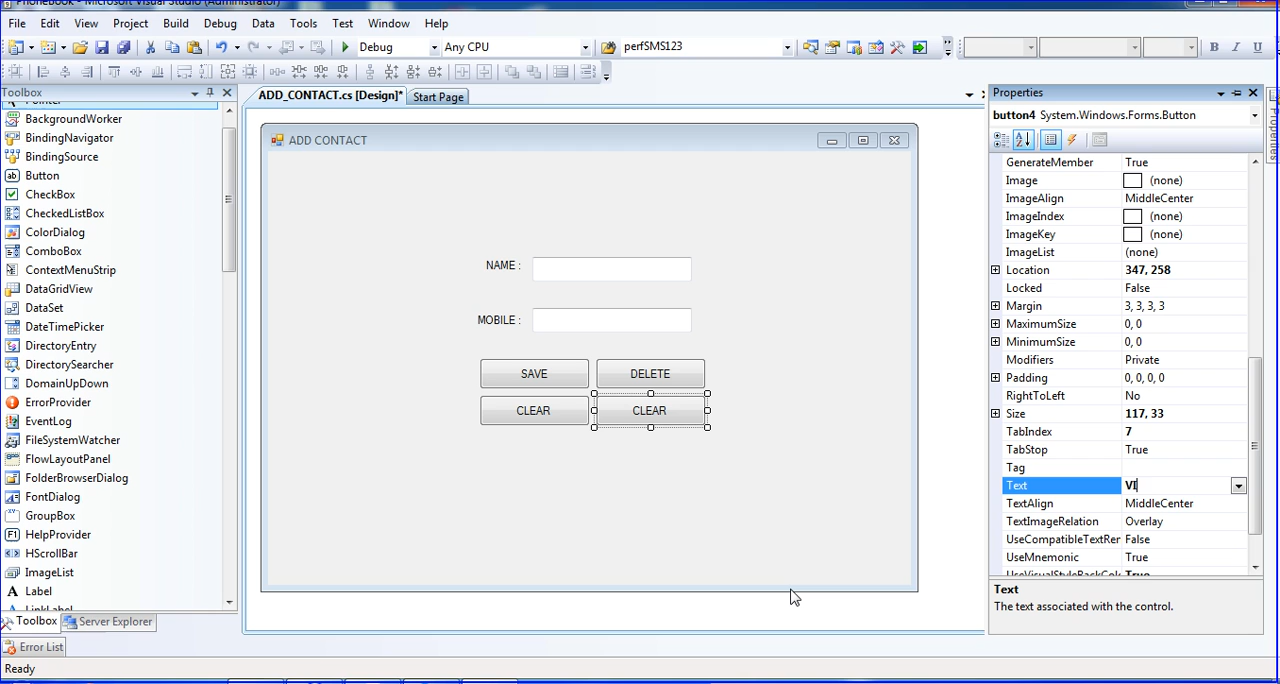 PhoneBook - Microsoft Visual Studio (Administrator)
File Edit View Project Build Debug Data Tools Test Window Help
Debug Any CPU perfSMS123 B I U
Toolbox
ADD_CONTACT.cs [Design]* Start Page
Pointer
BackgroundWorker
BindingNavigator
BindingSource
Button
CheckBox
CheckedListBox
ColorDialog
ComboBox
ContextMenuStrip
DataGridView
DataSet
DateTimePicker
DirectoryEntry
DirectorySearcher
DomainUpDown
ErrorProvider
EventLog
FileSystemWatcher
FlowLayoutPanel
FolderBrowserDialog
FontDialog
GroupBox
HelpProvider
HScrollBar
ImageList
Label
LinkLabel
Toolbox Server Explorer
Error List
Ready
ADD CONTACT
NAME :
MOBILE :
SAVE DELETE
CLEAR CLEAR
Properties
button4 System.Windows.Forms.Button
GenerateMember True
Image (none)
ImageAlign MiddleCenter
ImageIndex (none)
ImageKey (none)
ImageList (none)
Location 347, 258
Locked False
Margin 3, 3, 3, 3
MaximumSize 0, 0
MinimumSize 0, 0
Modifiers Private
Padding 0, 0, 0, 0
RightToLeft No
Size 117, 33
TabIndex 7
TabStop True
Tag
Text VI
TextAlign MiddleCenter
TextImageRelation Overlay
UseCompatibleTextRer False
UseMnemonic True
UseVisualStyleBackCol True
Text
The text associated with the control.
Properties